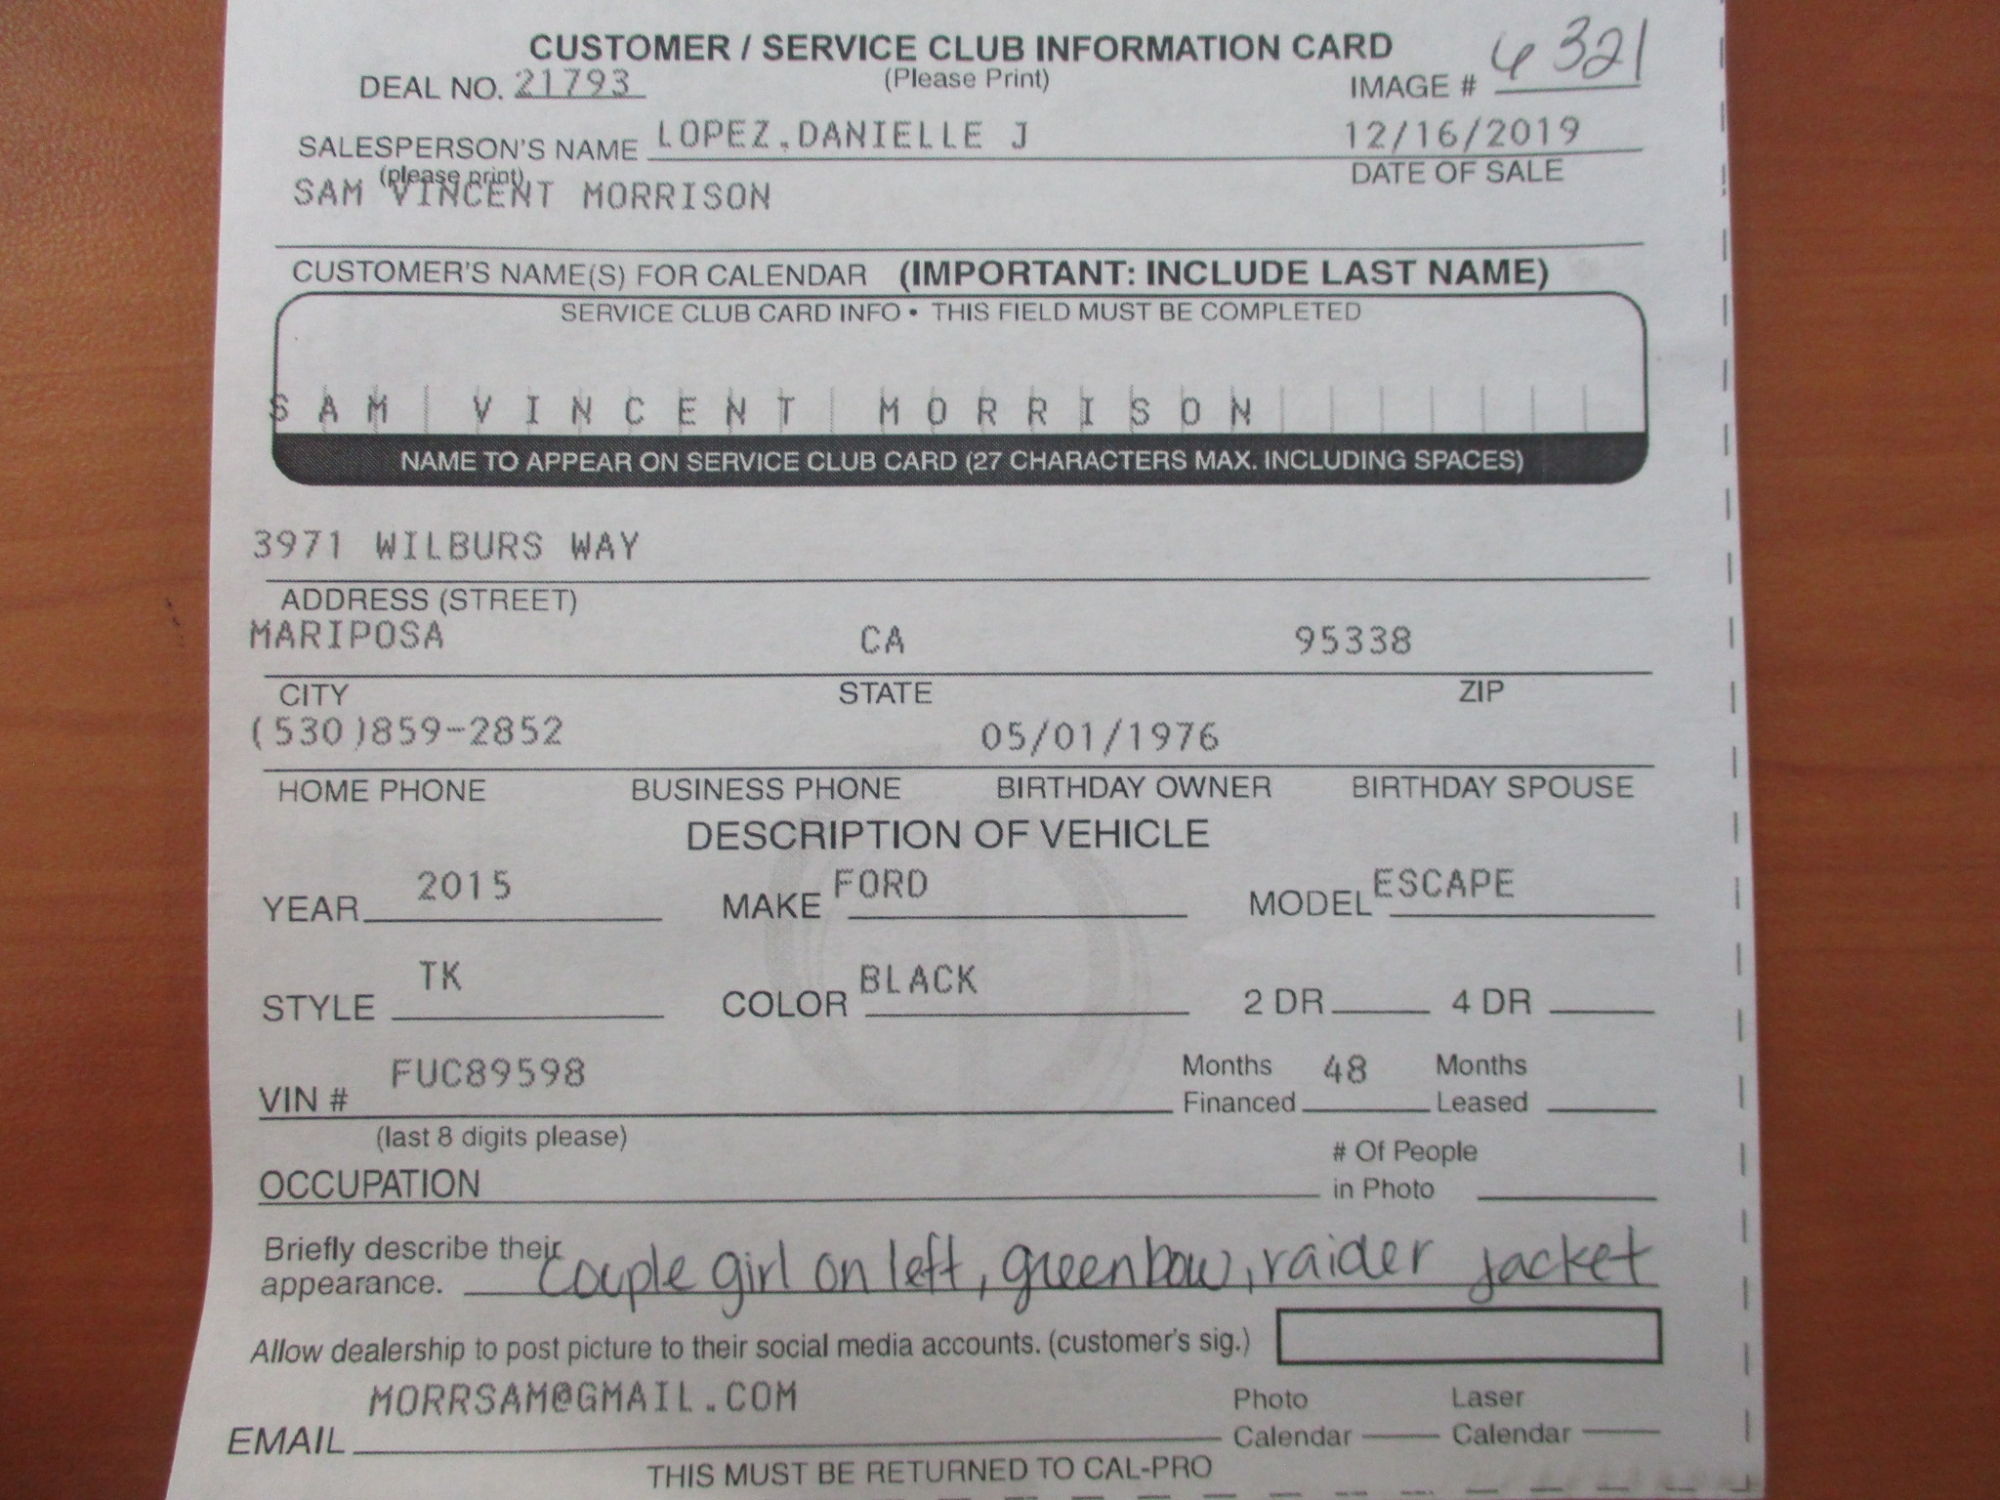 CUSTOMER / SERVICE CLUB INFORMATION CARD
DEAL NO. 21793 (Please Print) IMAGE # 6321
SALESPERSON'S NAME LOPEZ,DANIELLE J 12/16/2019
(please print) DATE OF SALE
SAM VINCENT MORRISON
CUSTOMER'S NAME(S) FOR CALENDAR (IMPORTANT: INCLUDE LAST NAME)
SERVICE CLUB CARD INFO • THIS FIELD MUST BE COMPLETED
SAM VINCENT MORRISON
NAME TO APPEAR ON SERVICE CLUB CARD (27 CHARACTERS MAX. INCLUDING SPACES)
3971 WILBURS WAY
ADDRESS (STREET)
MARIPOSA CA 95338
CITY STATE ZIP
(530)859-2852 05/01/1976
HOME PHONE BUSINESS PHONE BIRTHDAY OWNER BIRTHDAY SPOUSE
DESCRIPTION OF VEHICLE
YEAR 2015 MAKE FORD MODEL ESCAPE
STYLE TK COLOR BLACK 2 DR 4 DR
VIN # FUC89598 Months Financed 48 Months Leased
(last 8 digits please)
OCCUPATION # Of People in Photo
Briefly describe their appearance. couple girl on left, green bow, raider jacket
Allow dealership to post picture to their social media accounts. (customer's sig.)
EMAIL MORRSAM@GMAIL.COM Photo Calendar Laser Calendar
THIS MUST BE RETURNED TO CAL-PRO